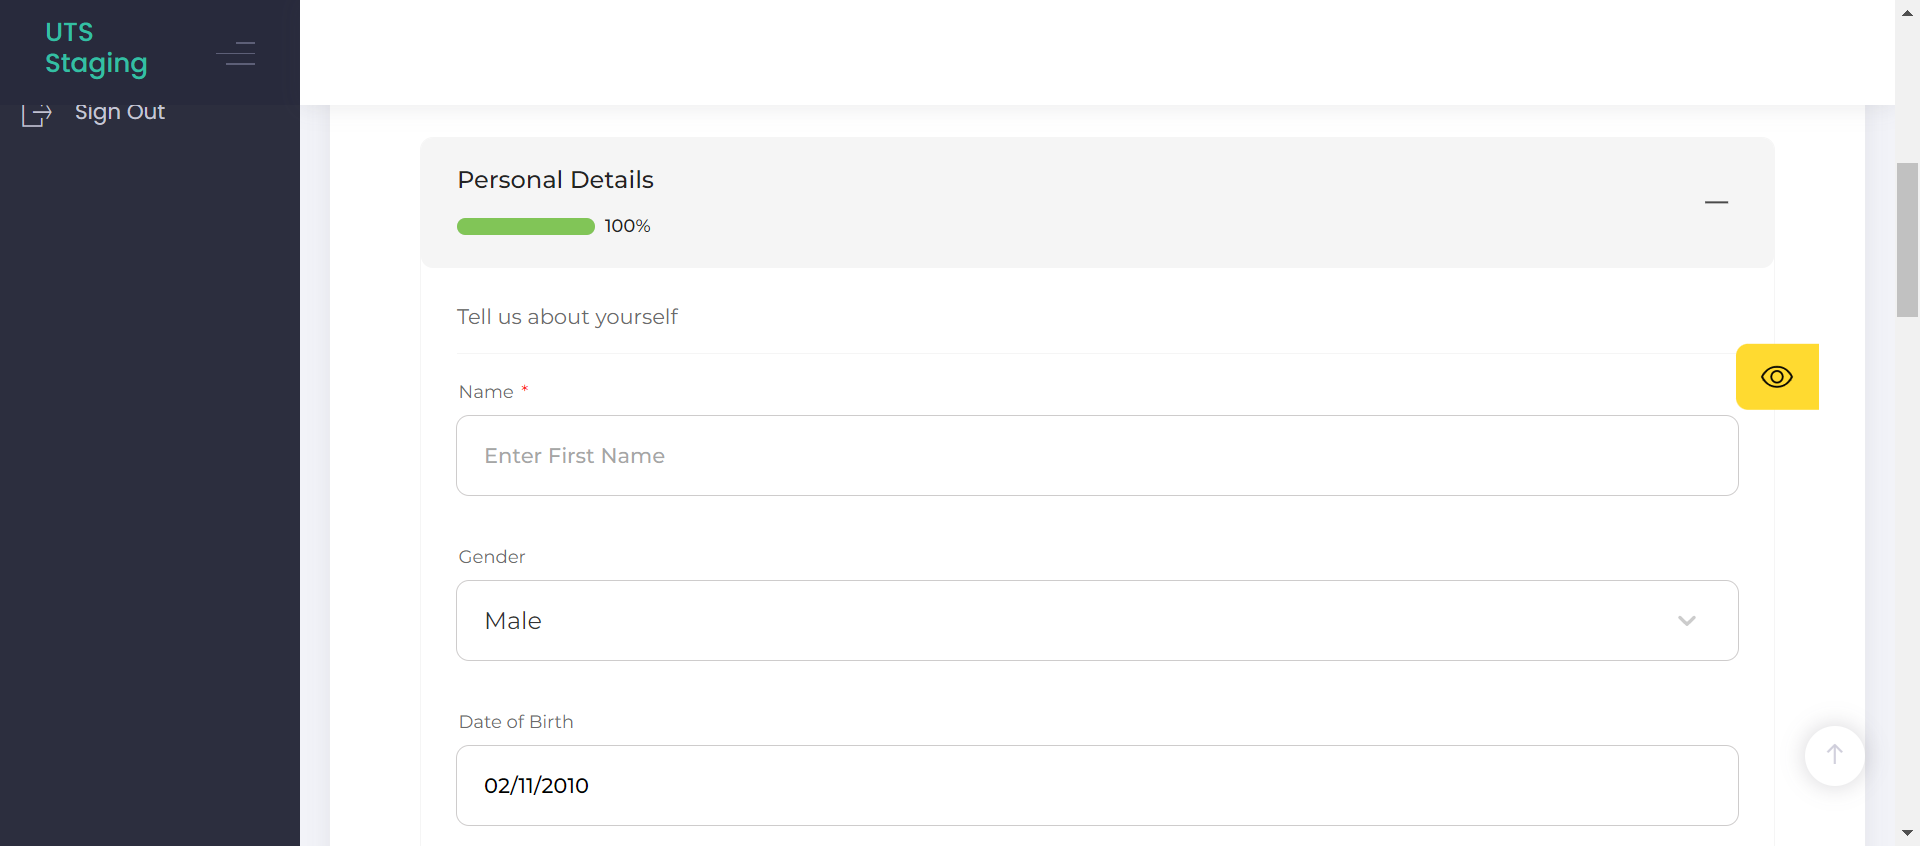 UTS
Staging
Sign Out
Personal Details
100%
Tell us about yourself
Name *
Enter First Name
Gender
Male
Date of Birth
02/11/2010